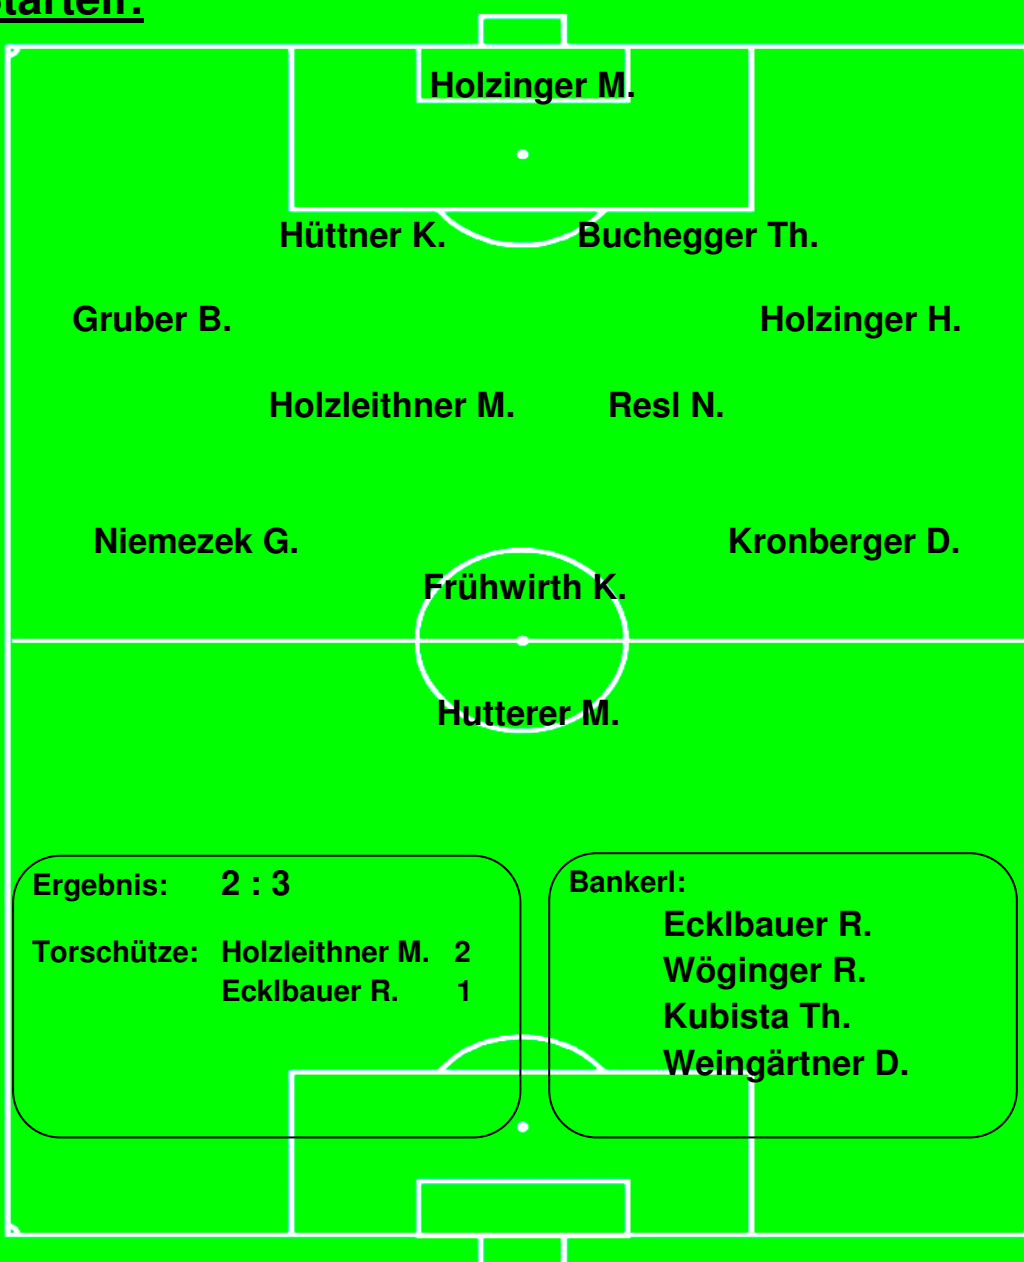 Holzinger M.
Hüttner K. Buchegger Th.
Gruber B. Holzinger H.
Holzleithner M. Resl N.
Niemezek G. Kronberger D.
Frühwirth K.
Hutterer M.
Ergebnis: 2 : 3
Torschütze: Holzleithner M. 2
Ecklbauer R. 1
Bankerl:
Ecklbauer R.
Wöginger R.
Kubista Th.
Weingärtner D.